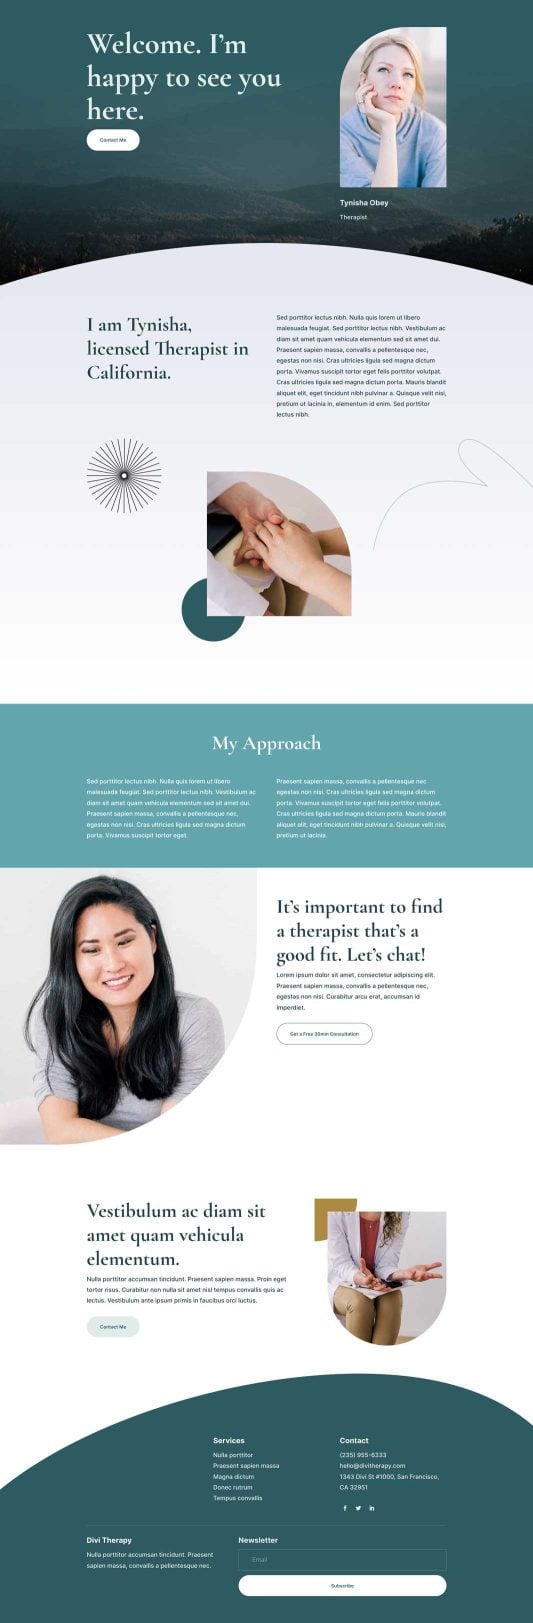 Welcome. I'm
happy to see you
here.
Contact Me
Tynisha Obey
Therapist
I am Tynisha,
licensed Therapist in
California.
Sed porttitor lectus nibh. Nulla quis lorem ut libero
malesuada feugiat. Sed porttitor lectus nibh. Vestibulum ac
diam sit amet quam vehicula elementum sed sit amet dui.
Praesent sapien massa, convallis a pellentesque nec,
egestas non nisi. Cras ultricies ligula sed magna dictum
porta. Vivamus suscipit tortor eget felis porttitor volutpat.
Cras ultricies ligula sed magna dictum porta. Mauris blandit
aliquet elit, eget tincidunt nibh pulvinar a. Quisque velit nisi,
pretium ut lacinia in, elementum id enim. Sed porttitor
lectus nibh.
My Approach
Sed porttitor lectus nibh. Nulla quis lorem ut libero
malesuada feugiat. Sed porttitor lectus nibh. Vestibulum ac
diam sit amet quam vehicula elementum sed sit amet dui.
Praesent sapien massa, convallis a pellentesque nec,
egestas non nisi. Cras ultricies ligula sed magna dictum
porta. Vivamus suscipit tortor eget.
Praesent sapien massa, convallis a pellentesque nec
egestas non nisi. Cras ultricies ligula sed magna dictum
porta. Vivamus suscipit tortor eget felis porttitor volutpat.
Cras ultricies ligula sed magna dictum porta. Mauris blandit
aliquet elit, eget tincidunt nibh pulvinar a. Quisque velit nisi,
pretium ut lacinia.
It's important to find
a therapist that's a
good fit. Let's chat!
Lorem ipsum dolor sit amet, consectetur adipiscing elit.
Praesent sapien massa, convallis a pellentesque nec,
egestas non nisi. Curabitur arcu erat, accumsan id
imperdiet.
Get a Free 30min Consultation
Vestibulum ac diam sit
amet quam vehicula
elementum.
Nulla porttitor accumsan tincidunt. Praesent sapien massa. Proin eget
tortor risus. Curabitur non nulla sit amet nisl tempus convallis quis ac
lectus. Vestibulum ante ipsum primis in faucibus orci luctus.
Contact Me
Services
Nulla porttitor
Praesent sapien massa
Magna dictum
Donec rutrum
Tempus convallis
Contact
(235) 955-6333
hello@divitherapy.com
1343 Divi St #1000, San Francisco,
CA 32951
Divi Therapy
Nulla porttitor accumsan tincidunt. Praesent
sapien massa, convallis a pellentesque nec.
Newsletter
Email
Subscribe